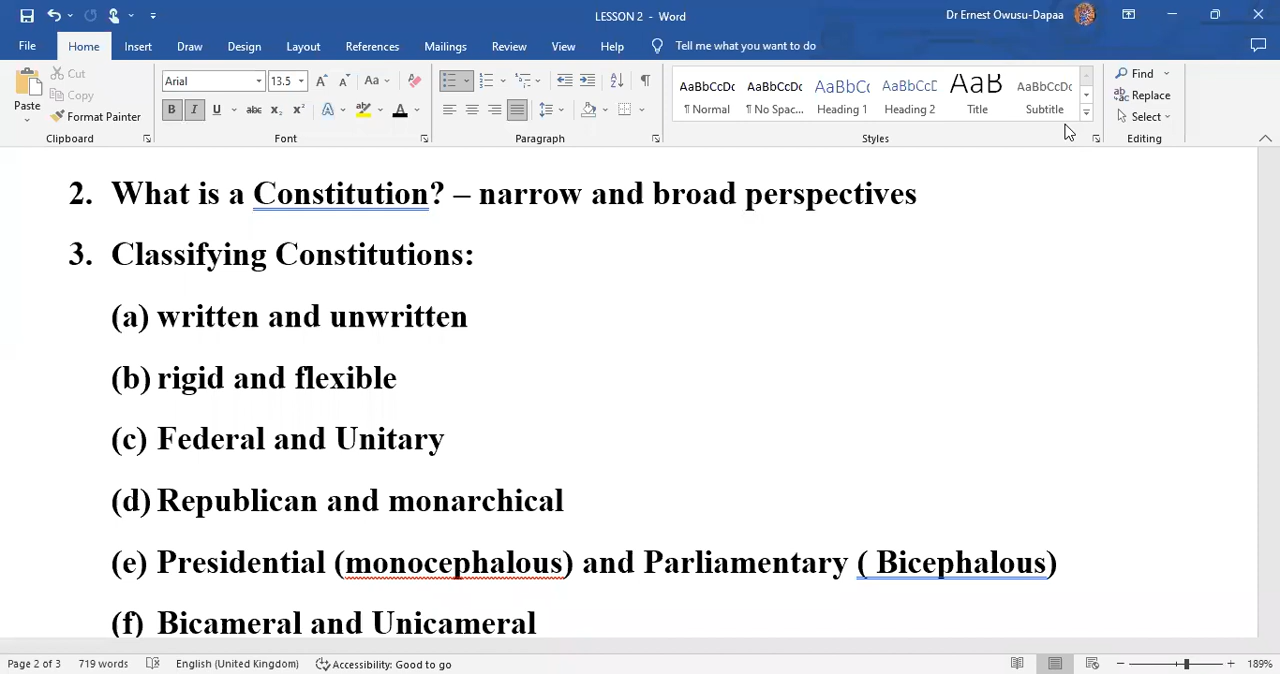 LESSON 2 - Word
Dr Ernest Owusu-Dapaa
File Home Insert Draw Design Layout References Mailings Review View Help Tell me what you want to do
Paste
Cut
Copy
Format Painter
Clipboard
Arial 13.5
Font
Paragraph
AaBbCcDc AaBbCcDc AaBbC AaBbCcD AaB AaBbCcDc
¶ Normal ¶ No Spac... Heading 1 Heading 2 Title Subtitle
Styles
Find
Replace
Select
Editing
2. What is a Constitution? – narrow and broad perspectives
3. Classifying Constitutions:
(a) written and unwritten
(b) rigid and flexible
(c) Federal and Unitary
(d) Republican and monarchical
(e) Presidential (monocephalous) and Parliamentary ( Bicephalous)
(f) Bicameral and Unicameral
Page 2 of 3 719 words English (United Kingdom) Accessibility: Good to go 189%